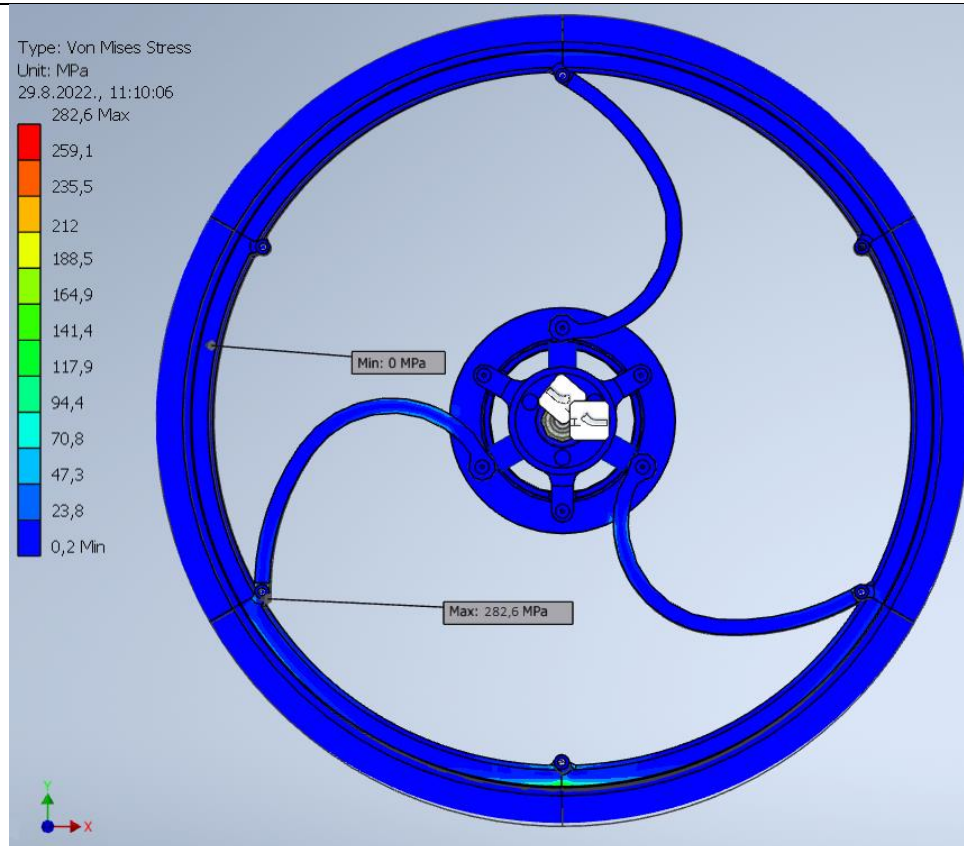 Type: Von Mises Stress
Unit: MPa
29.8.2022., 11:10:06
282,6 Max
259,1
235,5
212
188,5
164,9
141,4
117,9
94,4
70,8
47,3
23,8
0,2 Min
Min: 0 MPa
Max: 282,6 MPa
Y
X